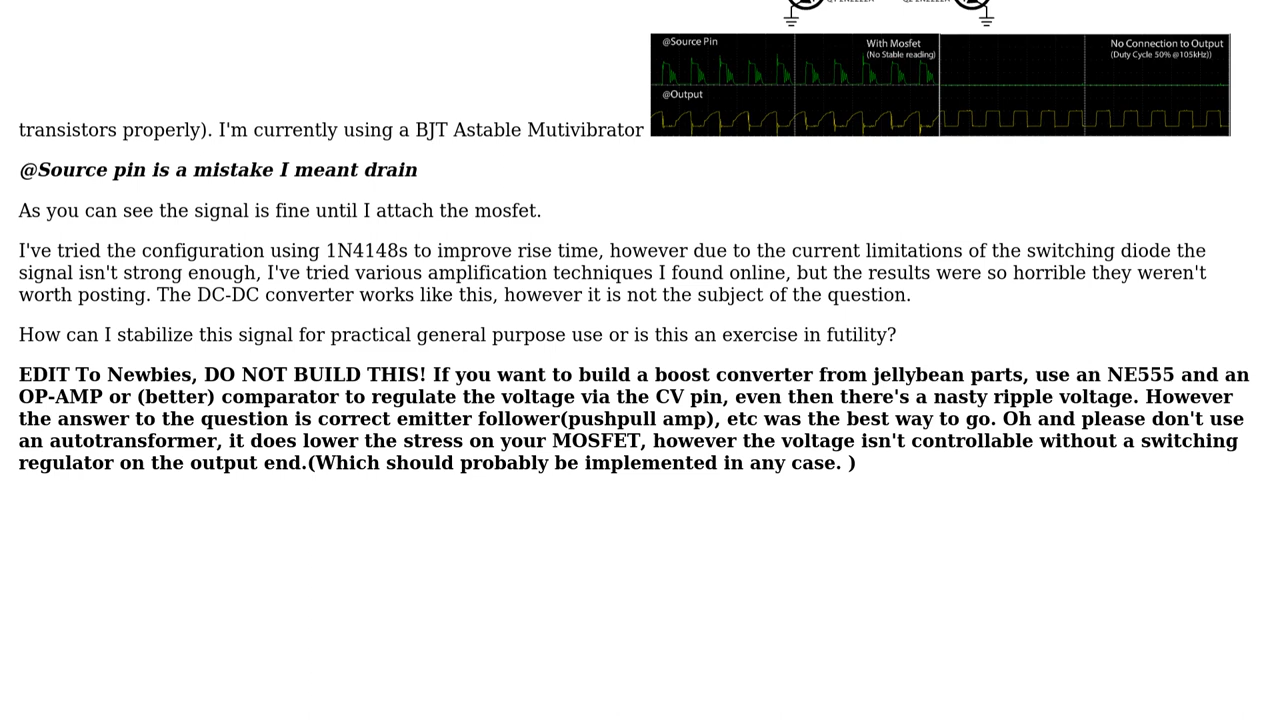 @Source Pin
With Mosfet
(No Stable reading)
No Connection to Output
(Duty Cycle 50% @105kHz))
@Output
transistors properly). I'm currently using a BJT Astable Mutivibrator
@Source pin is a mistake I meant drain
As you can see the signal is fine until I attach the mosfet.
I've tried the configuration using 1N4148s to improve rise time, however due to the current limitations of the switching diode the
signal isn't strong enough, I've tried various amplification techniques I found online, but the results were so horrible they weren't
worth posting. The DC-DC converter works like this, however it is not the subject of the question.
How can I stabilize this signal for practical general purpose use or is this an exercise in futility?
EDIT To Newbies, DO NOT BUILD THIS! If you want to build a boost converter from jellybean parts, use an NE555 and an
OP-AMP or (better) comparator to regulate the voltage via the CV pin, even then there's a nasty ripple voltage. However
the answer to the question is correct emitter follower(pushpull amp), etc was the best way to go. Oh and please don't use
an autotransformer, it does lower the stress on your MOSFET, however the voltage isn't controllable without a switching
regulator on the output end.(Which should probably be implemented in any case. )